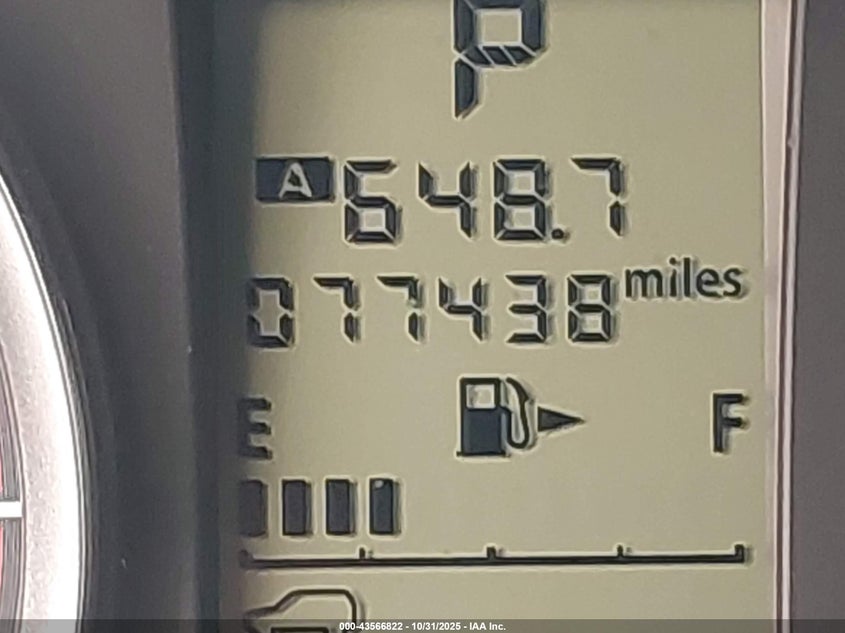 P
A 648.7
077438 miles
E F
000-43566822 - 10/31/2025 - IAA Inc.